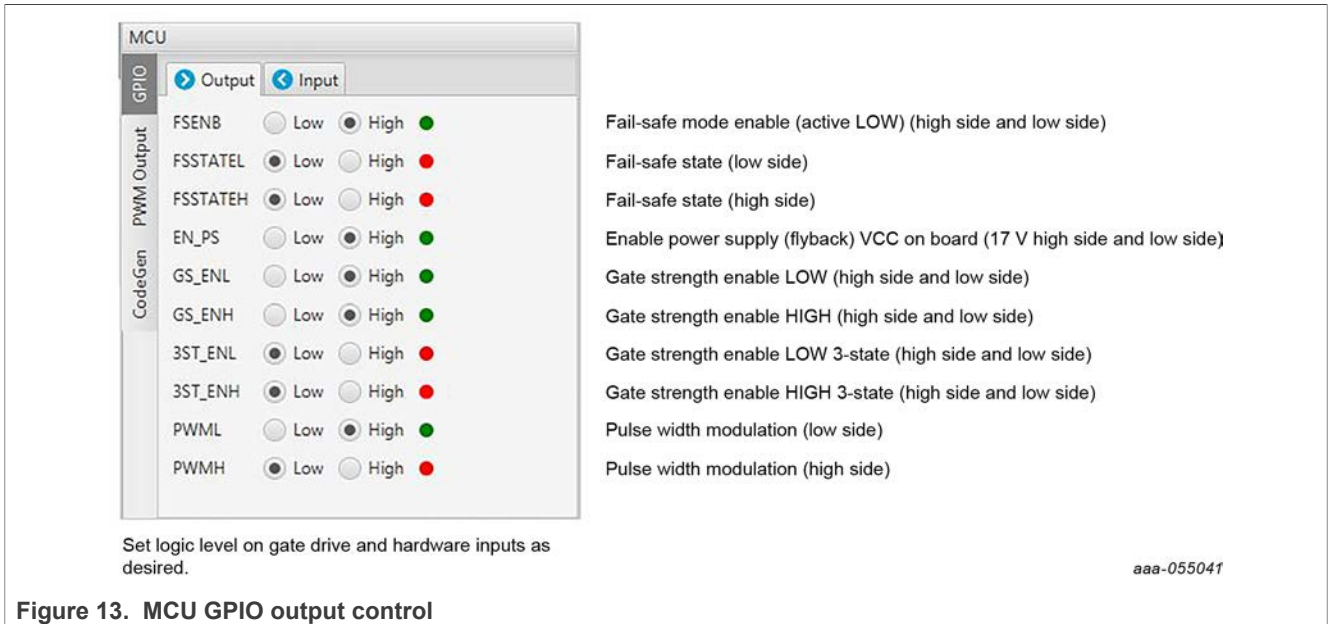 MCU
GPIO
PWM Output
CodeGen
Output Input
FSENB Low High Fail-safe mode enable (active LOW) (high side and low side)
FSSTATEL Low High Fail-safe state (low side)
FSSTATEH Low High Fail-safe state (high side)
EN_PS Low High Enable power supply (flyback) VCC on board (17 V high side and low side)
GS_ENL Low High Gate strength enable LOW (high side and low side)
GS_ENH Low High Gate strength enable HIGH (high side and low side)
3ST_ENL Low High Gate strength enable LOW 3-state (high side and low side)
3ST_ENH Low High Gate strength enable HIGH 3-state (high side and low side)
PWML Low High Pulse width modulation (low side)
PWMH Low High Pulse width modulation (high side)
Set logic level on gate drive and hardware inputs as
desired.
aaa-055041
Figure 13. MCU GPIO output control